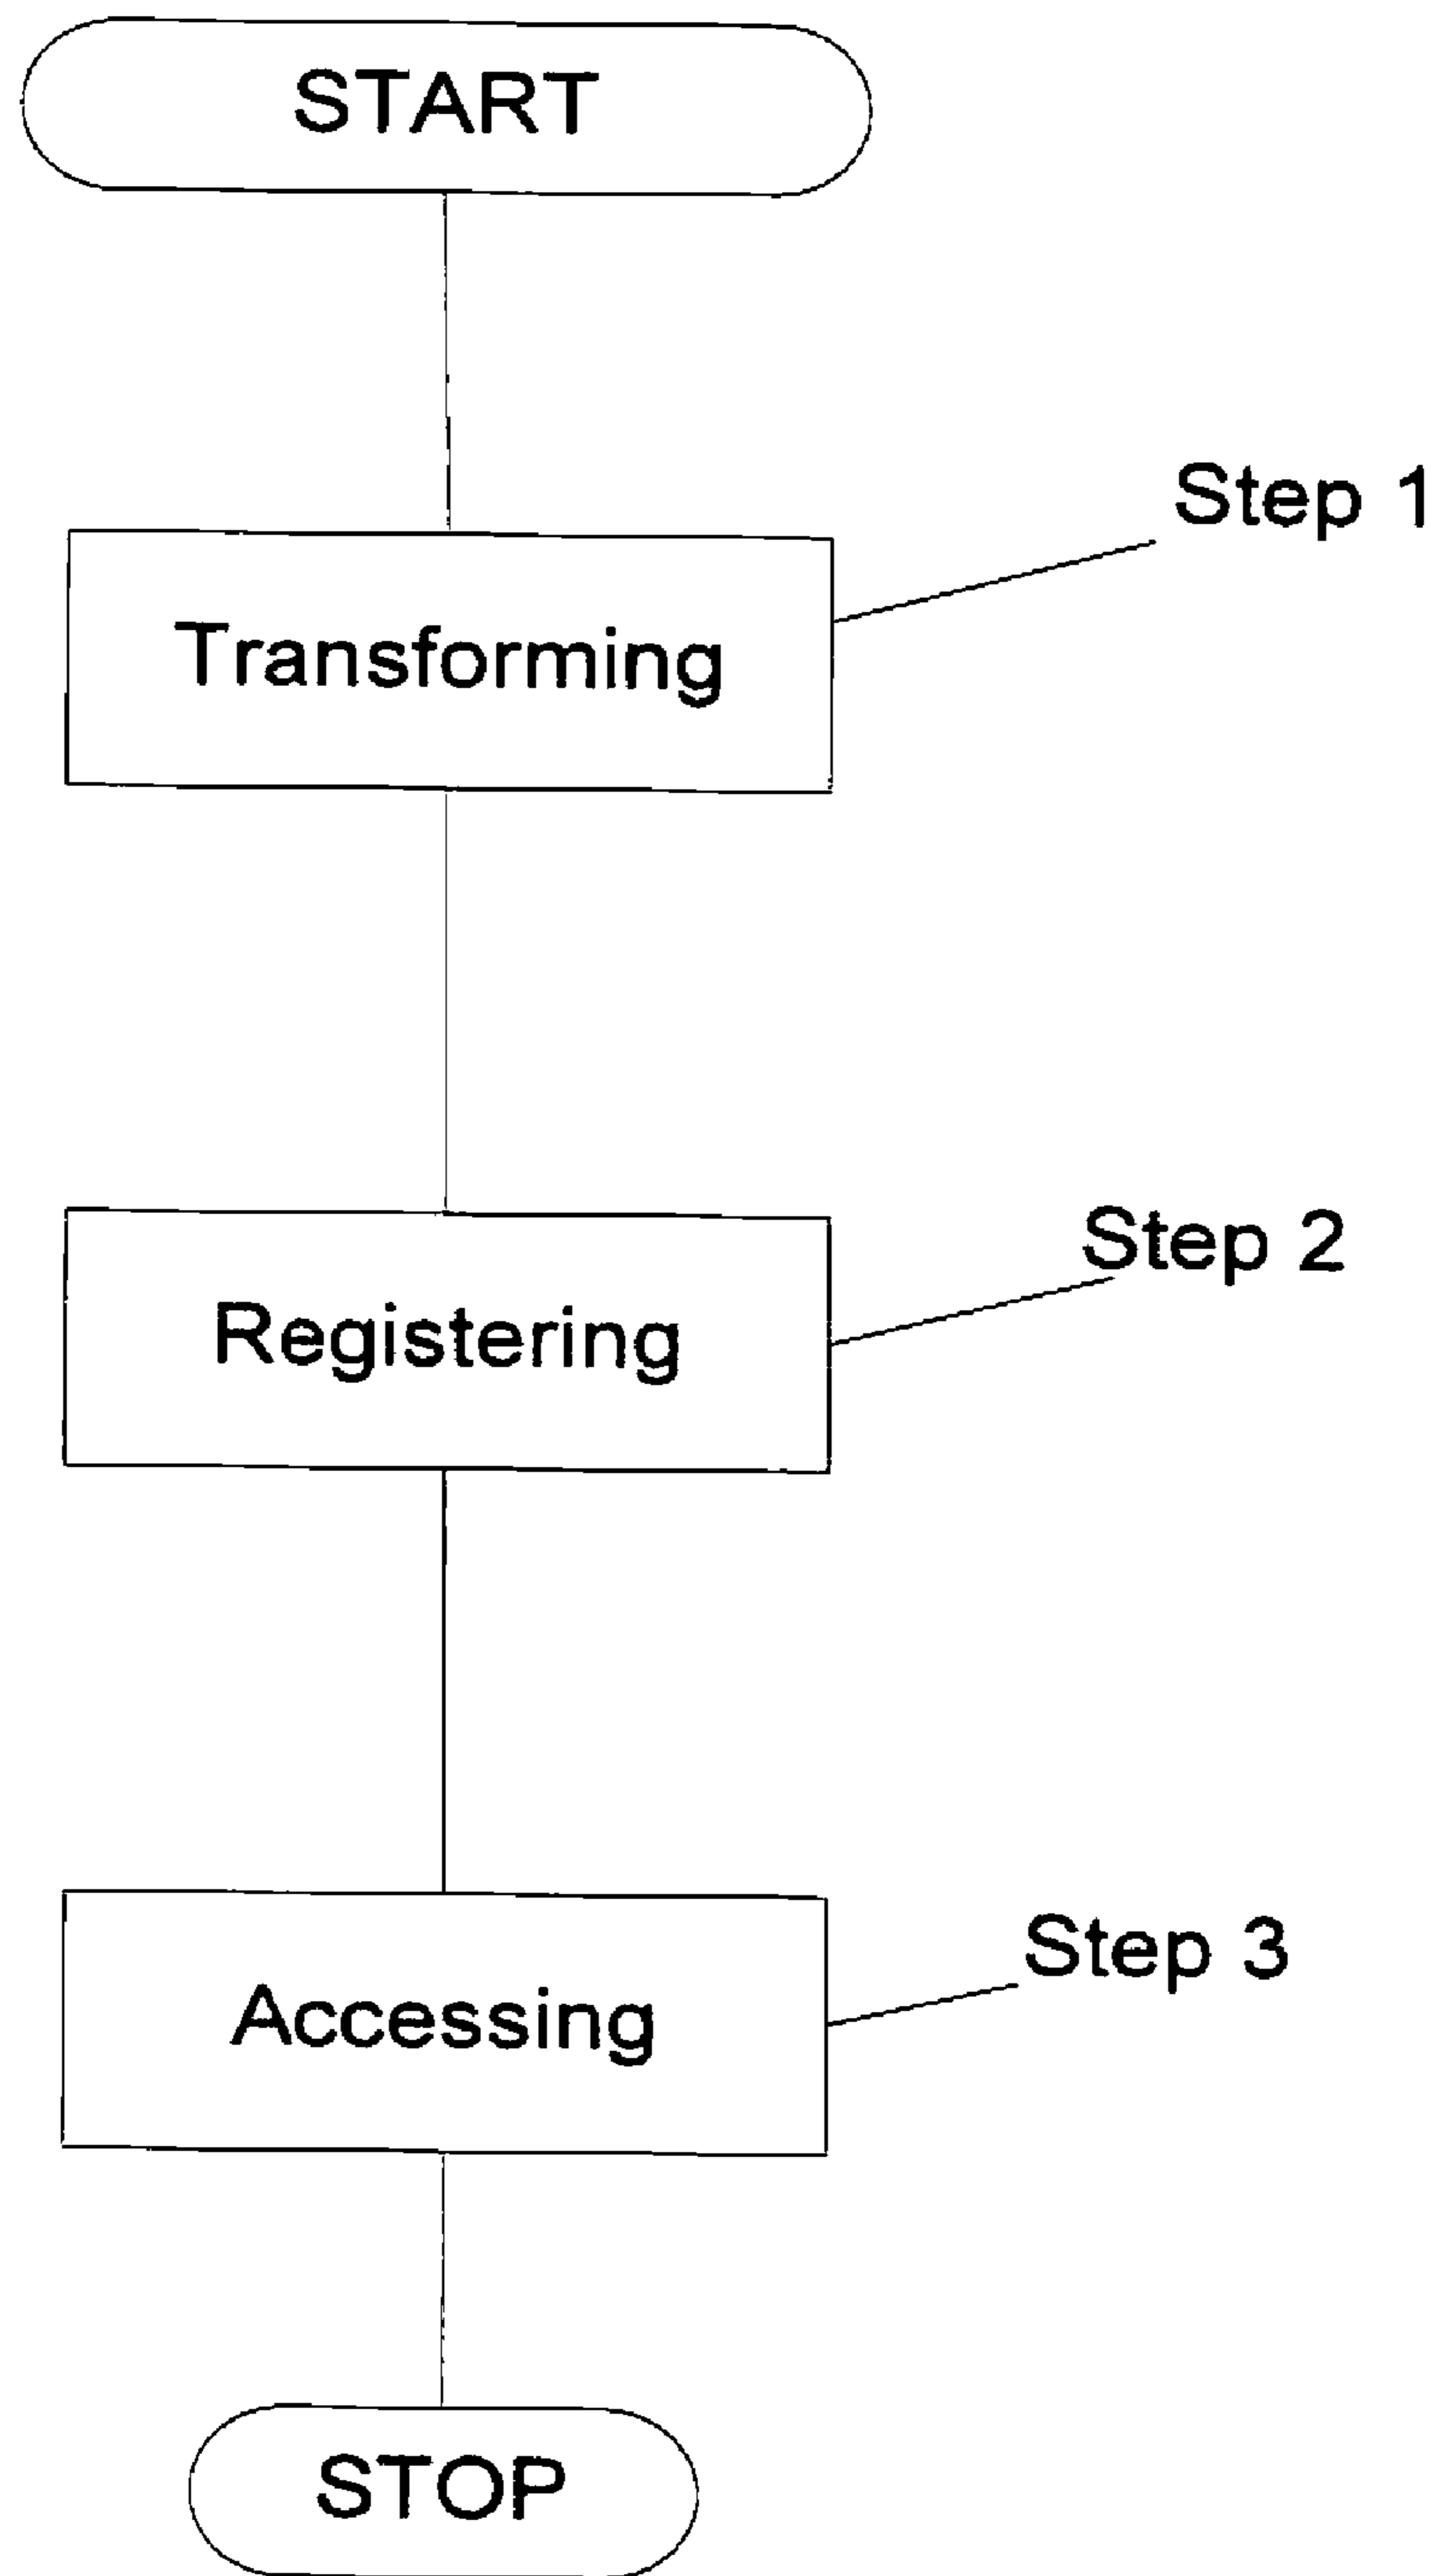 START
Step 1
Transforming
Step 2
Registering
Step 3
Accessing
STOP